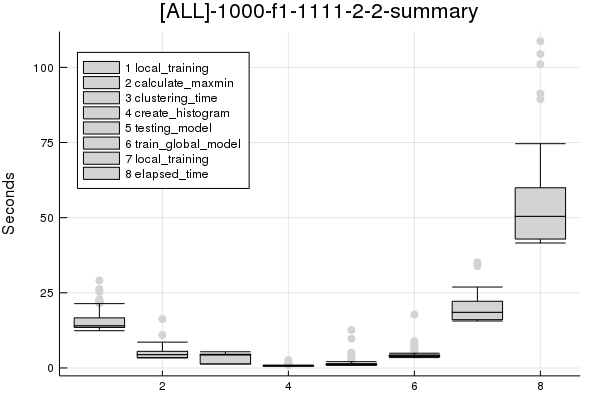 [ALL]-1000-f1-1111-2-2-summary
Seconds
100
75
50
25
0
1 local_training
2 calculate_maxmin
3 clustering_time
4 create_histogram
5 testing_model
6 train_global_model
7 local_training
8 elapsed_time
2 4 6 8